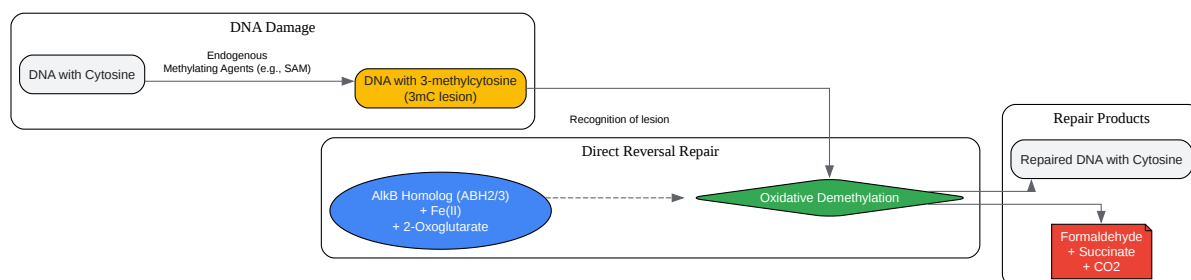 DNA Damage
Endogenous
Methylating Agents (e.g., SAM)
DNA with Cytosine
DNA with 3-methylcytosine
(3mC lesion)
Recognition of lesion
Direct Reversal Repair
AlkB Homolog (ABH2/3)
+ Fe(II)
+ 2-Oxoglutarate
Oxidative Demethylation
Repair Products
Repaired DNA with Cytosine
Formaldehyde
+ Succinate
+ CO2